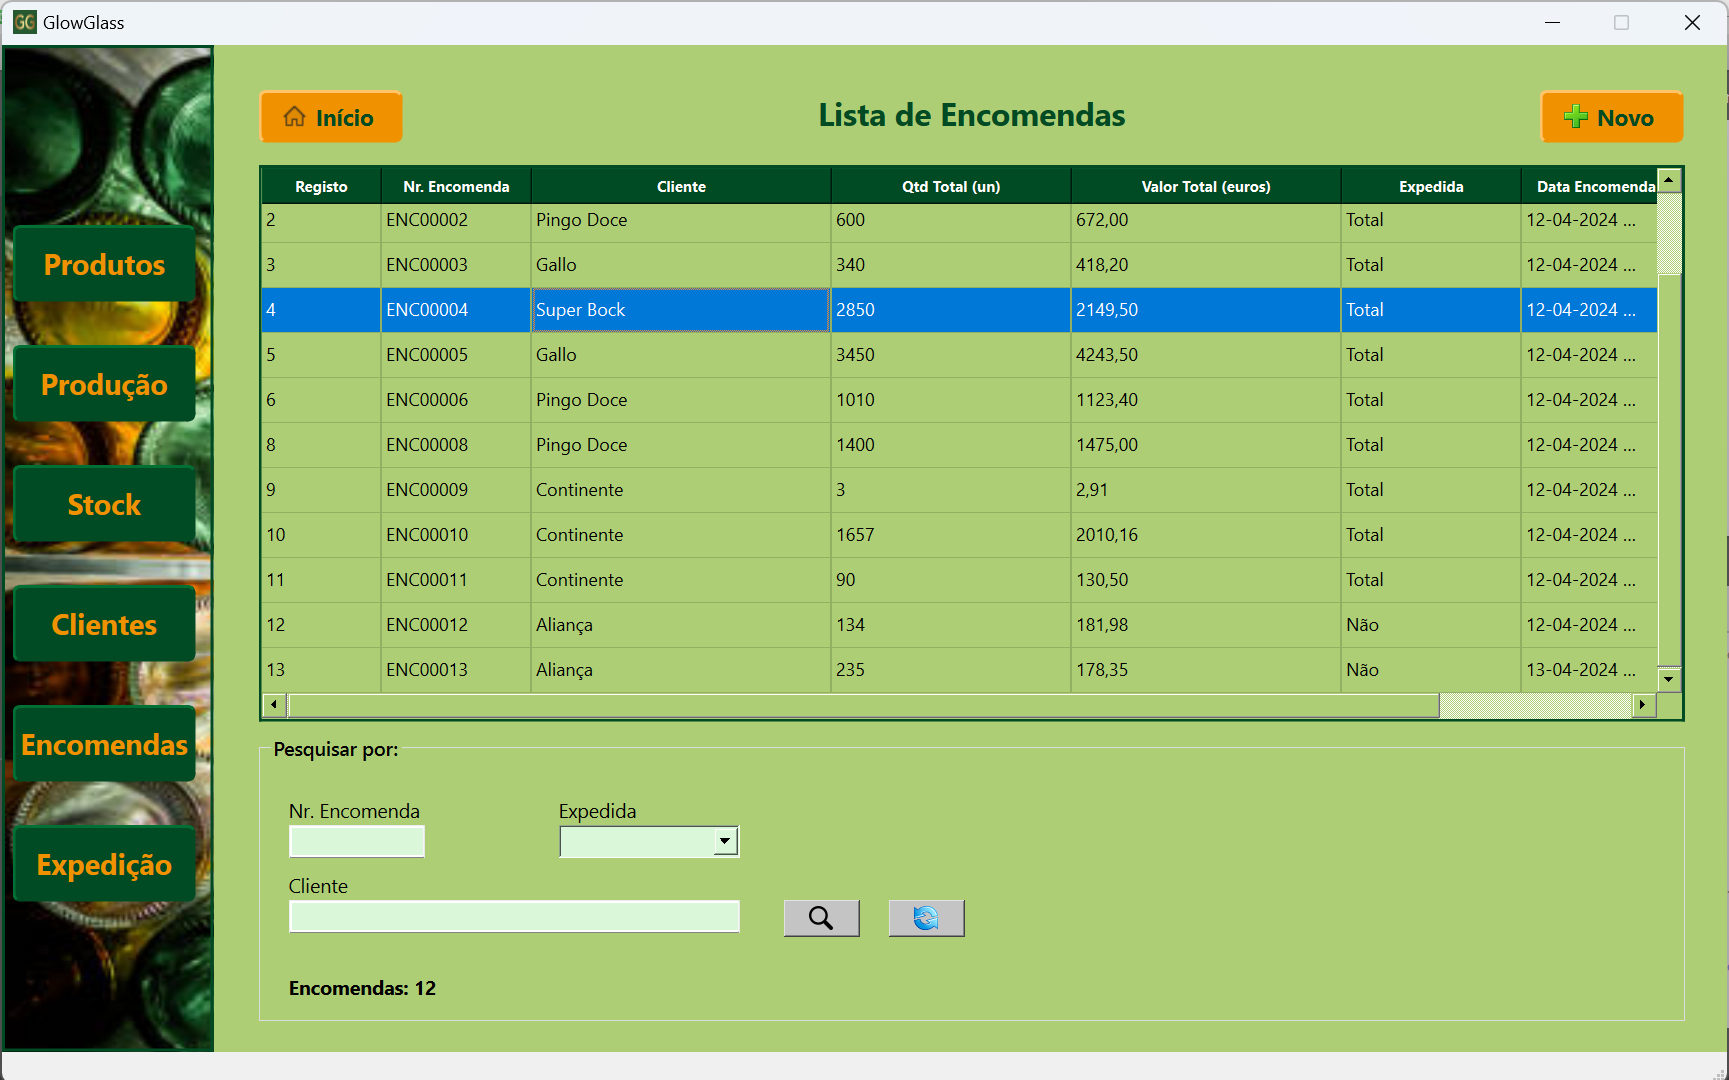 GG GlowGlass
Início
Lista de Encomendas
Novo
Produtos
Produção
Stock
Clientes
Encomendas
Expedição
Registo Nr. Encomenda Cliente Qtd Total (un) Valor Total (euros) Expedida Data Encomenda
2 ENC00002 Pingo Doce 600 672,00 Total 12-04-2024 ...
3 ENC00003 Gallo 340 418,20 Total 12-04-2024 ...
4 ENC00004 Super Bock 2850 2149,50 Total 12-04-2024 ...
5 ENC00005 Gallo 3450 4243,50 Total 12-04-2024 ...
6 ENC00006 Pingo Doce 1010 1123,40 Total 12-04-2024 ...
8 ENC00008 Pingo Doce 1400 1475,00 Total 12-04-2024 ...
9 ENC00009 Continente 3 2,91 Total 12-04-2024 ...
10 ENC00010 Continente 1657 2010,16 Total 12-04-2024 ...
11 ENC00011 Continente 90 130,50 Total 12-04-2024 ...
12 ENC00012 Aliança 134 181,98 Não 12-04-2024 ...
13 ENC00013 Aliança 235 178,35 Não 13-04-2024 ...
Pesquisar por:
Nr. Encomenda Expedida
Cliente
Encomendas: 12